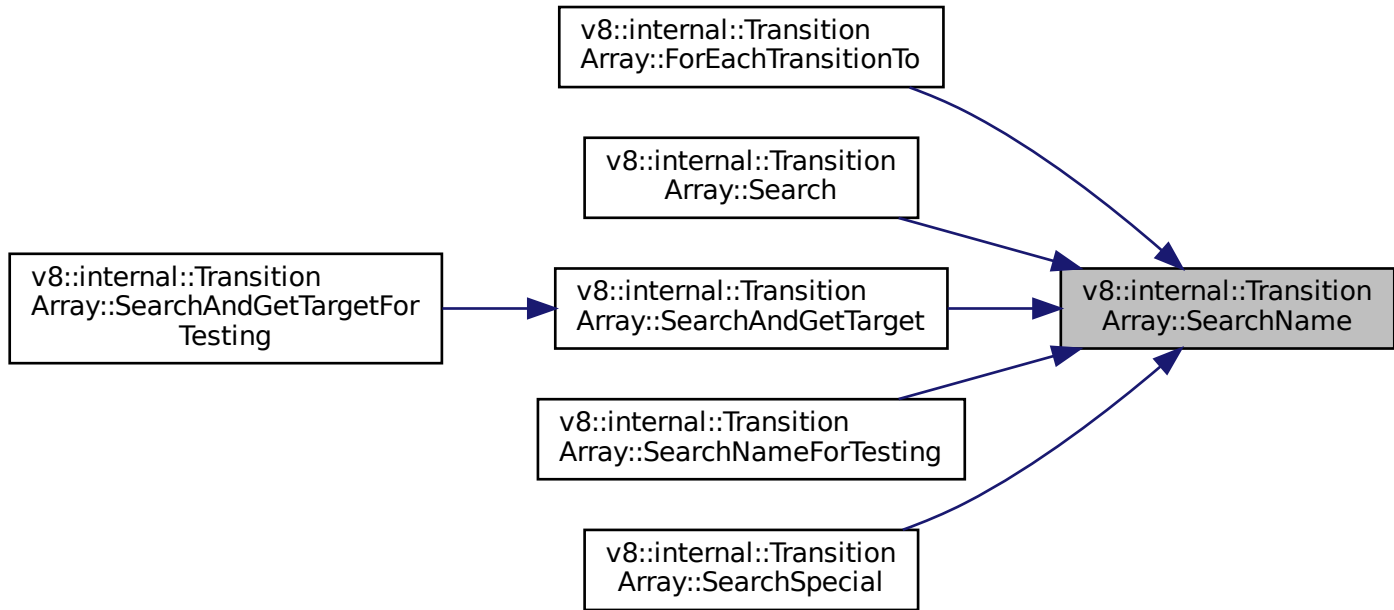 v8::internal::Transition
Array::ForEachTransitionTo
v8::internal::Transition
Array::Search
v8::internal::Transition
Array::SearchAndGetTargetFor
Testing
v8::internal::Transition
Array::SearchAndGetTarget
v8::internal::Transition
Array::SearchName
v8::internal::Transition
Array::SearchNameForTesting
v8::internal::Transition
Array::SearchSpecial